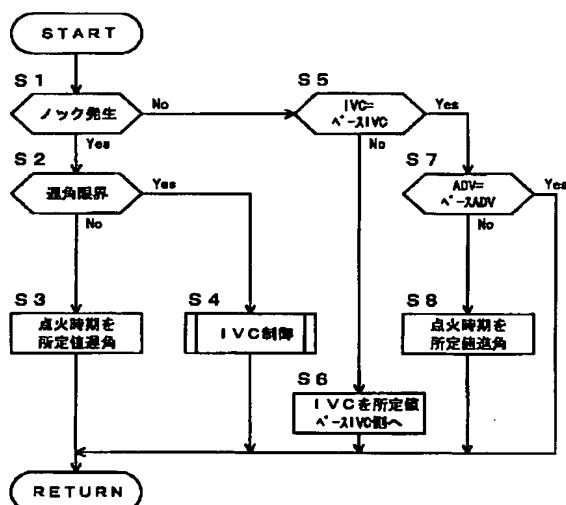 START
S1
ノック発生
No
Yes
S5
IVC=
ベースIVC
Yes
No
S2
遅角限界
Yes
No
S7
ADV=
ベースADV
Yes
No
S3
点火時期を
所定値遅角
S4
IVC制御
S8
点火時期を
所定値進角
S6
IVCを所定値
ベースIVC側へ
RETURN